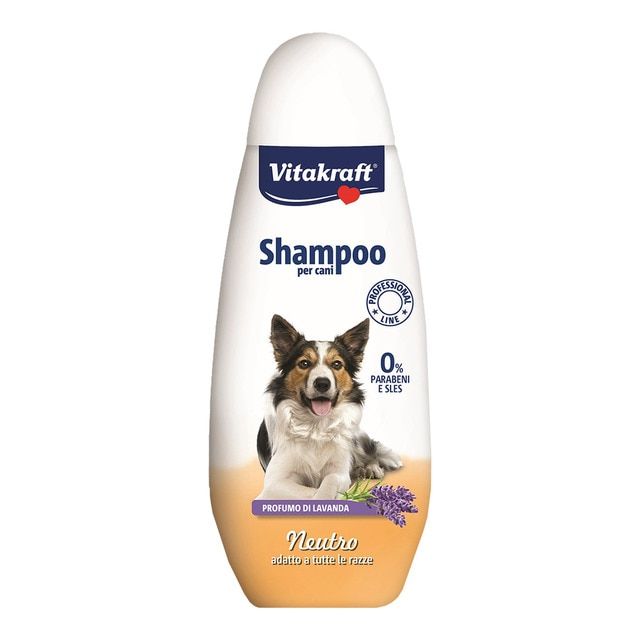 Vitakraft®
Shampoo
per cani
PROFESSIONAL
LINE
0%
PARABENI
E SLES
PROFUMO DI LAVANDA
Neutro
adatto a tutte le razze